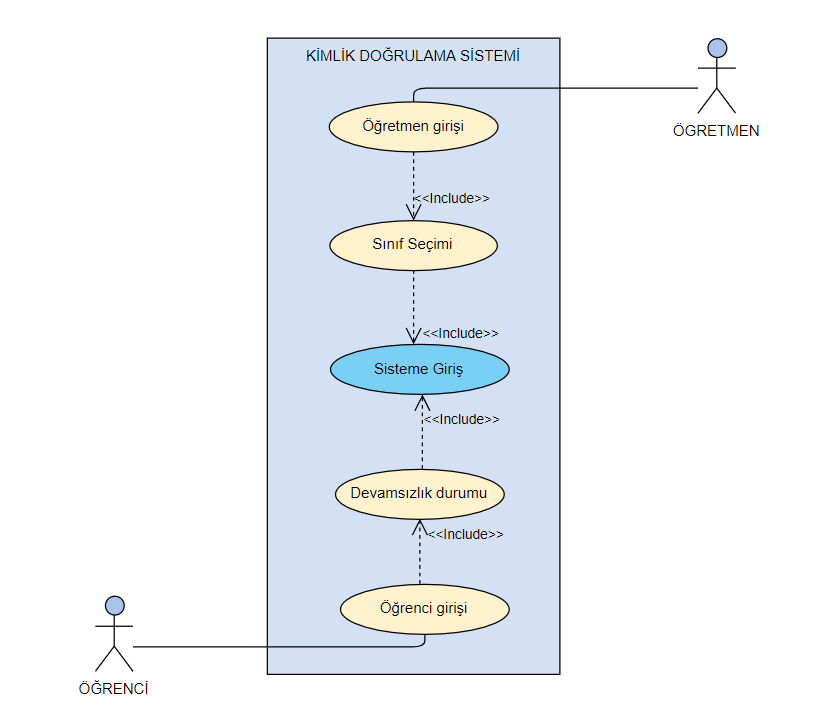 KİMLİK DOĞRULAMA SİSTEMİ
Öğretmen girişi
ÖGRETMEN
<<Include>>
Sınıf Seçimi
<<Include>>
Sisteme Giriş
<<Include>>
Devamsızlık durumu
<<Include>>
Öğrenci girişi
ÖĞRENCİ